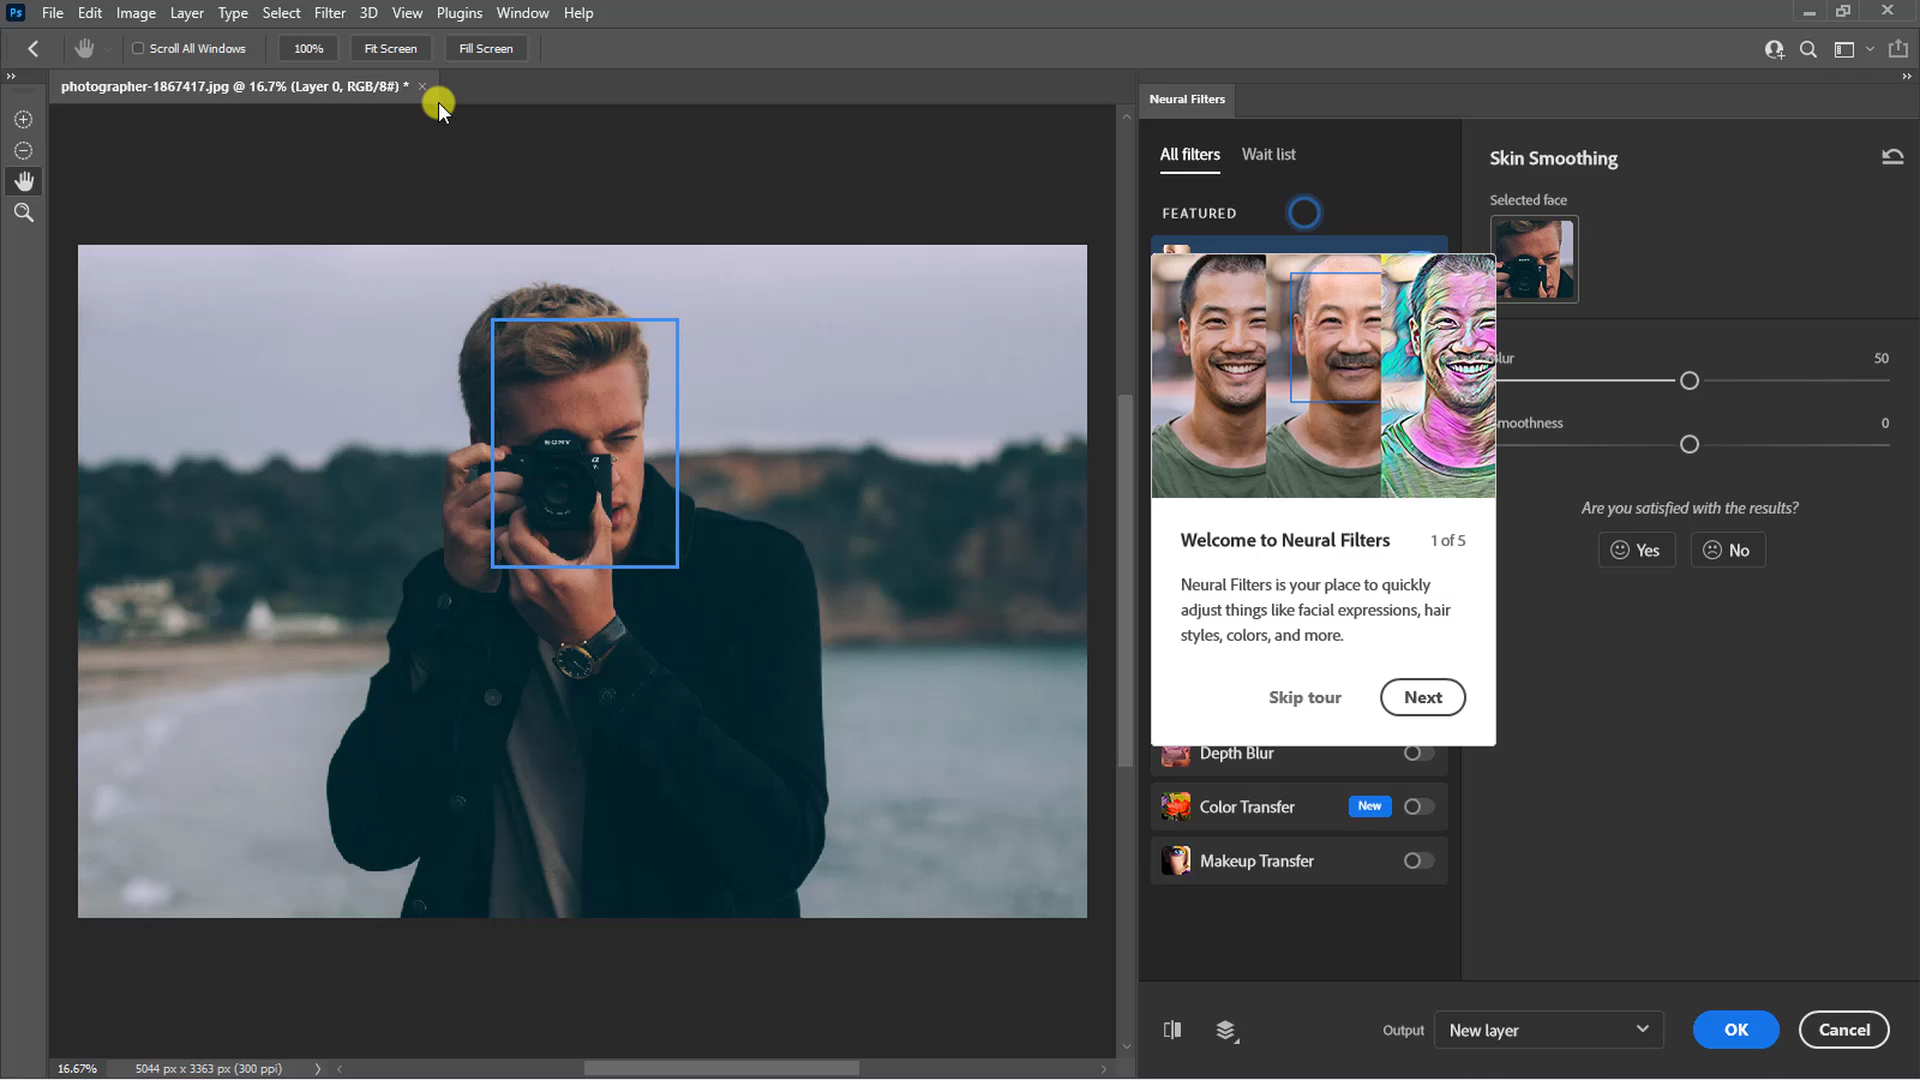 Ps File Edit Image Layer Type Select Filter 3D View Plugins Window Help
Scroll All Windows 100% Fit Screen Fill Screen
photographer-1867417.jpg @ 16.7% (Layer 0, RGB/8#) *
Neural Filters
All filters Wait list
FEATURED
Skin Smoothing
Selected face
SONY
lur 50
moothness 0
Are you satisfied with the results?
Yes No
Welcome to Neural Filters 1 of 5
Neural Filters is your place to quickly
adjust things like facial expressions, hair
styles, colors, and more.
Skip tour Next
Depth Blur
Color Transfer New
Makeup Transfer
Output New layer OK Cancel
16.67% 5044 px x 3363 px (300 ppi)